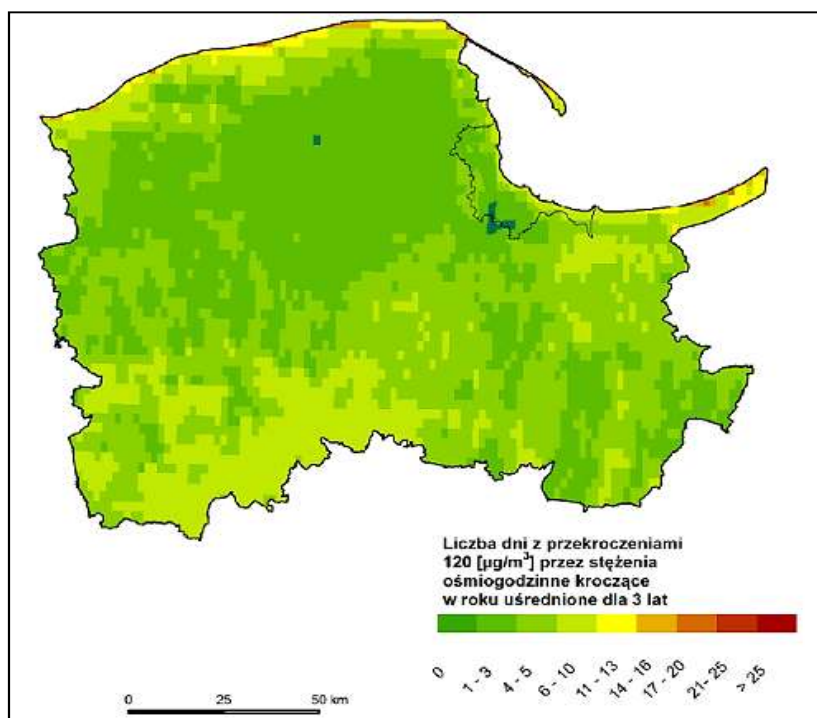 Liczba dni z przekroczeniami
120 [µg/m³] przez stężenia
ośmiogodzinne kroczące
w roku uśrednione dla 3 lat
0
1 - 3
4 - 5
6 - 10
11 - 13
14 - 16
17 - 20
21- 25
> 25
0 25 50 km